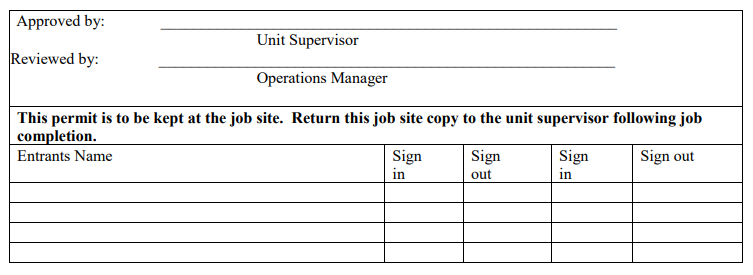 Approved by: ____________________________________________________________
Unit Supervisor
Reviewed by: ____________________________________________________________
Operations Manager
This permit is to be kept at the job site.  Return this job site copy to the unit supervisor following job
completion.
Entrants Name Sign in Sign out Sign in Sign out